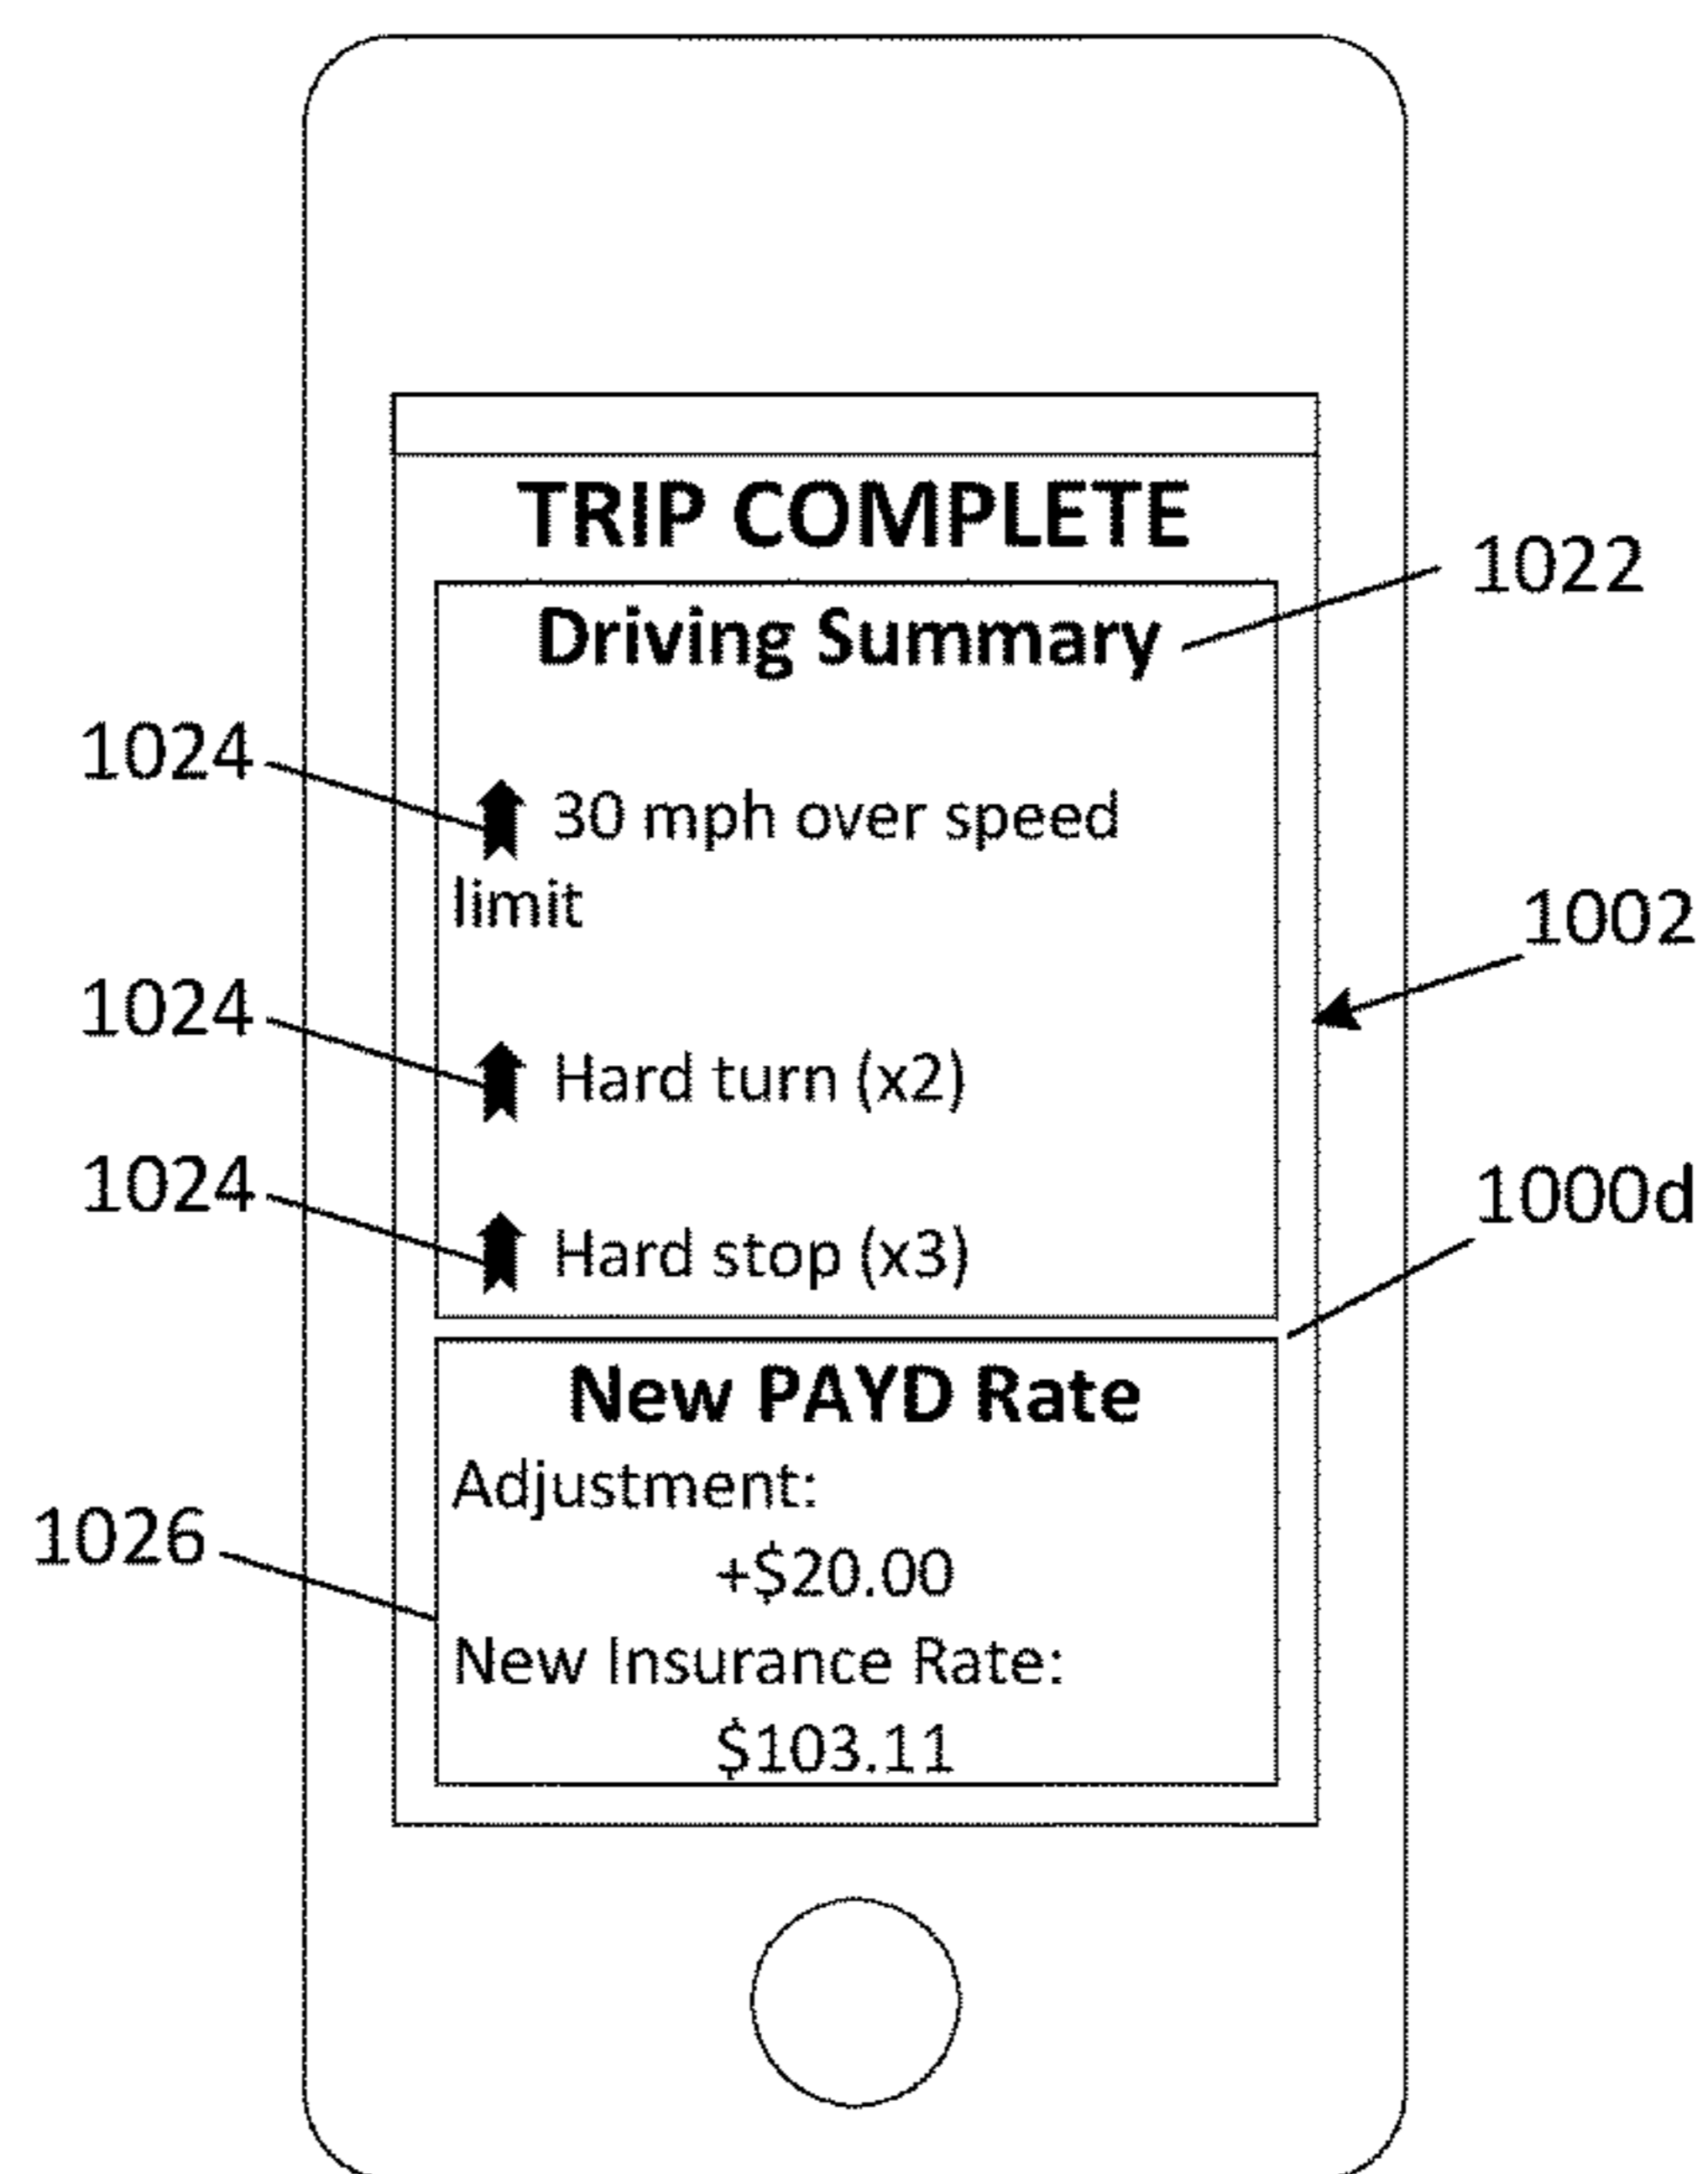 TRIP COMPLETE
1022
Driving Summary
1024
30 mph over speed
limit
1002
1024
Hard turn (x2)
1024
1000d
Hard stop (x3)
New PAYD Rate
Adjustment:
1026
+$20.00
New Insurance Rate:
$103.11